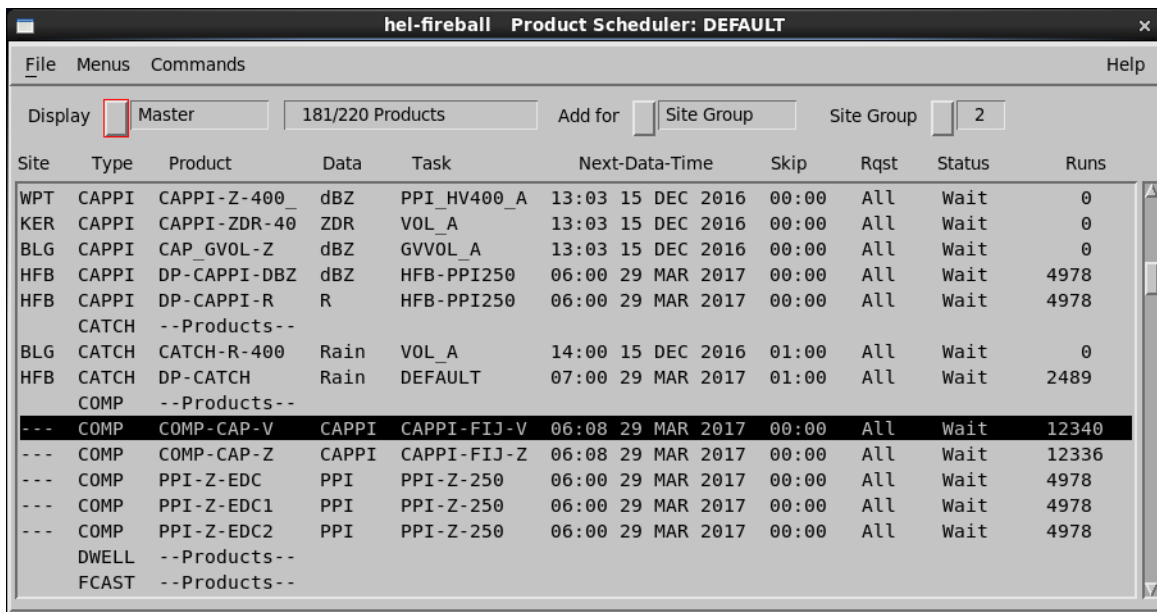 hel-fireball Product Scheduler: DEFAULT
File Menus Commands Help
Display Master 181/220 Products Add for Site Group Site Group 2
Site Type Product Data Task Next-Data-Time Skip Rqst Status Runs
WPT CAPPI CAPPI-Z-400_ dBZ PPI_HV400_A 13:03 15 DEC 2016 00:00 All Wait 0
KER CAPPI CAPPI-ZDR-40 ZDR VOL_A 13:03 15 DEC 2016 00:00 All Wait 0
BLG CAPPI CAP_GVOL-Z dBZ GVVOL_A 13:03 15 DEC 2016 00:00 All Wait 0
HFB CAPPI DP-CAPPI-DBZ dBZ HFB-PPI250 06:00 29 MAR 2017 00:00 All Wait 4978
HFB CAPPI DP-CAPPI-R R HFB-PPI250 06:00 29 MAR 2017 00:00 All Wait 4978
CATCH --Products--
BLG CATCH CATCH-R-400 Rain VOL_A 14:00 15 DEC 2016 01:00 All Wait 0
HFB CATCH DP-CATCH Rain DEFAULT 07:00 29 MAR 2017 01:00 All Wait 2489
COMP --Products--
--- COMP COMP-CAP-V CAPPI CAPPI-FIJ-V 06:08 29 MAR 2017 00:00 All Wait 12340
--- COMP COMP-CAP-Z CAPPI CAPPI-FIJ-Z 06:08 29 MAR 2017 00:00 All Wait 12336
--- COMP PPI-Z-EDC PPI PPI-Z-250 06:00 29 MAR 2017 00:00 All Wait 4978
--- COMP PPI-Z-EDC1 PPI PPI-Z-250 06:00 29 MAR 2017 00:00 All Wait 4978
--- COMP PPI-Z-EDC2 PPI PPI-Z-250 06:00 29 MAR 2017 00:00 All Wait 4978
DWELL --Products--
FCAST --Products--